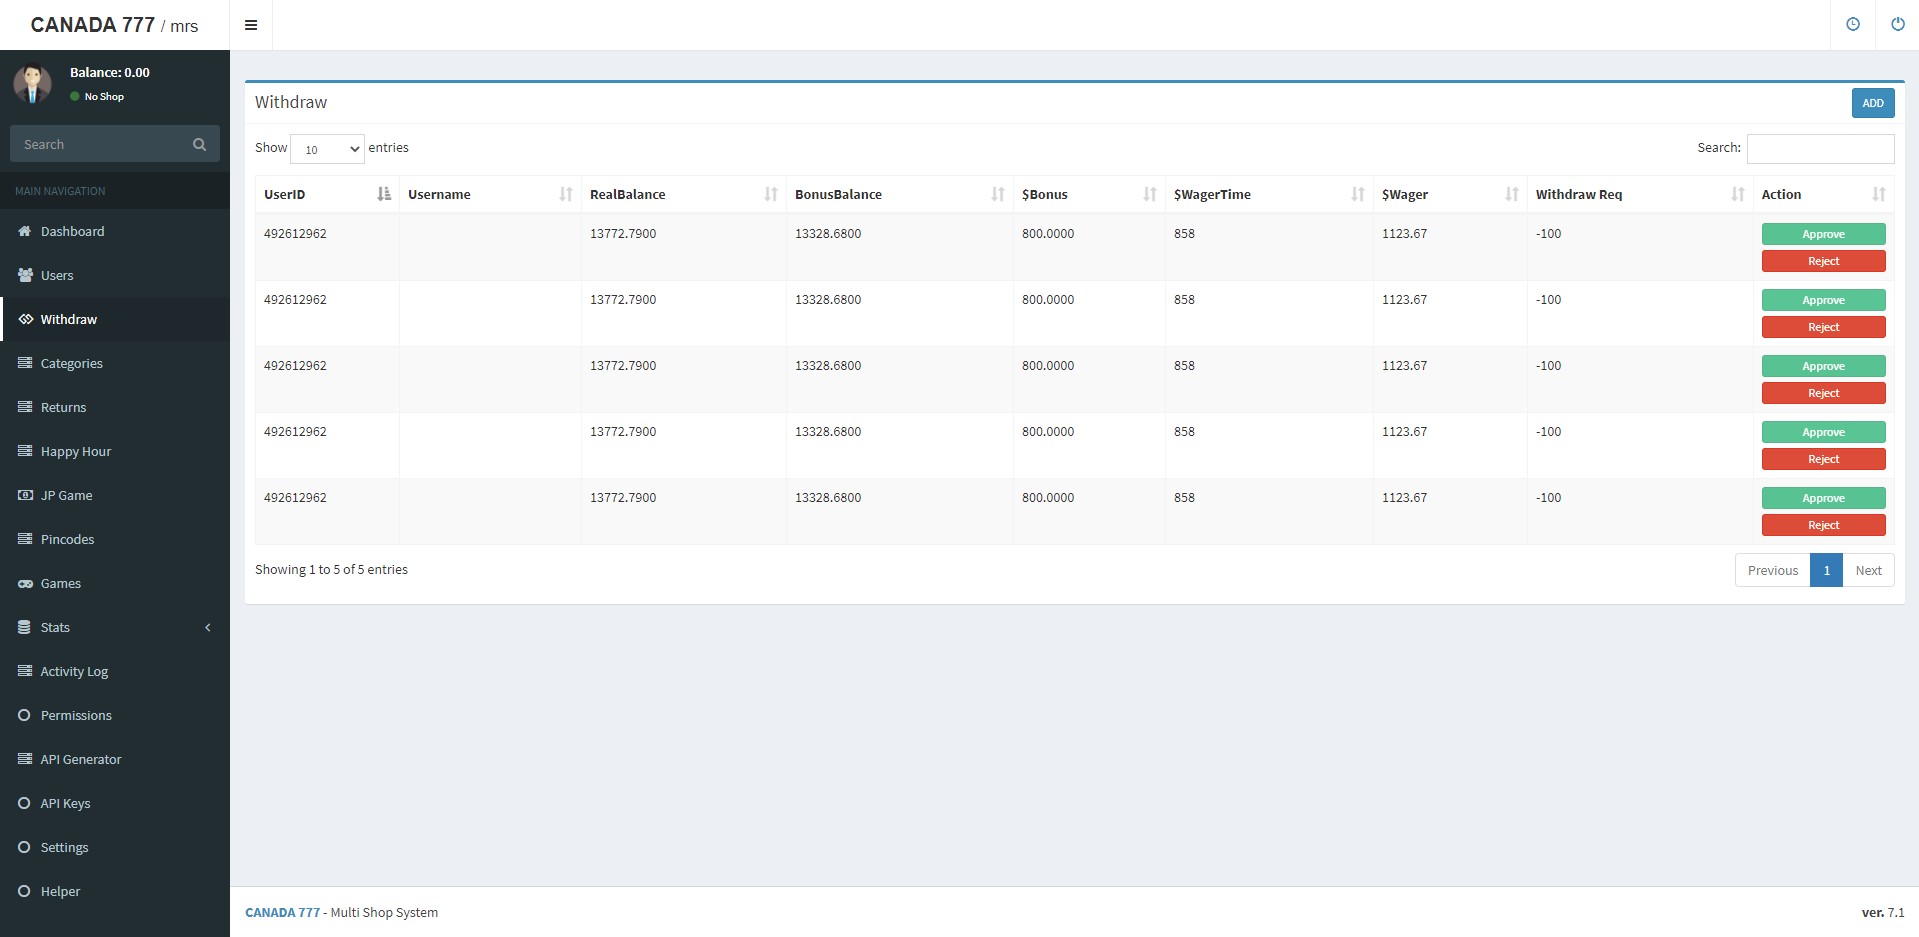 CANADA 777 / mrs
Balance: 0.00
No Shop
Search
MAIN NAVIGATION
Dashboard
Users
Withdraw
Categories
Returns
Happy Hour
JP Game
Pincodes
Games
Stats
Activity Log
Permissions
API Generator
API Keys
Settings
Helper
Withdraw ADD
Show 10 entries Search:
UserID Username RealBalance BonusBalance $Bonus $WagerTime $Wager Withdraw Req Action
492612962 13772.7900 13328.6800 800.0000 858 1123.67 -100 Approve
Reject
492612962 13772.7900 13328.6800 800.0000 858 1123.67 -100 Approve
Reject
492612962 13772.7900 13328.6800 800.0000 858 1123.67 -100 Approve
Reject
492612962 13772.7900 13328.6800 800.0000 858 1123.67 -100 Approve
Reject
492612962 13772.7900 13328.6800 800.0000 858 1123.67 -100 Approve
Reject
Showing 1 to 5 of 5 entries Previous 1 Next
CANADA 777 - Multi Shop System ver. 7.1